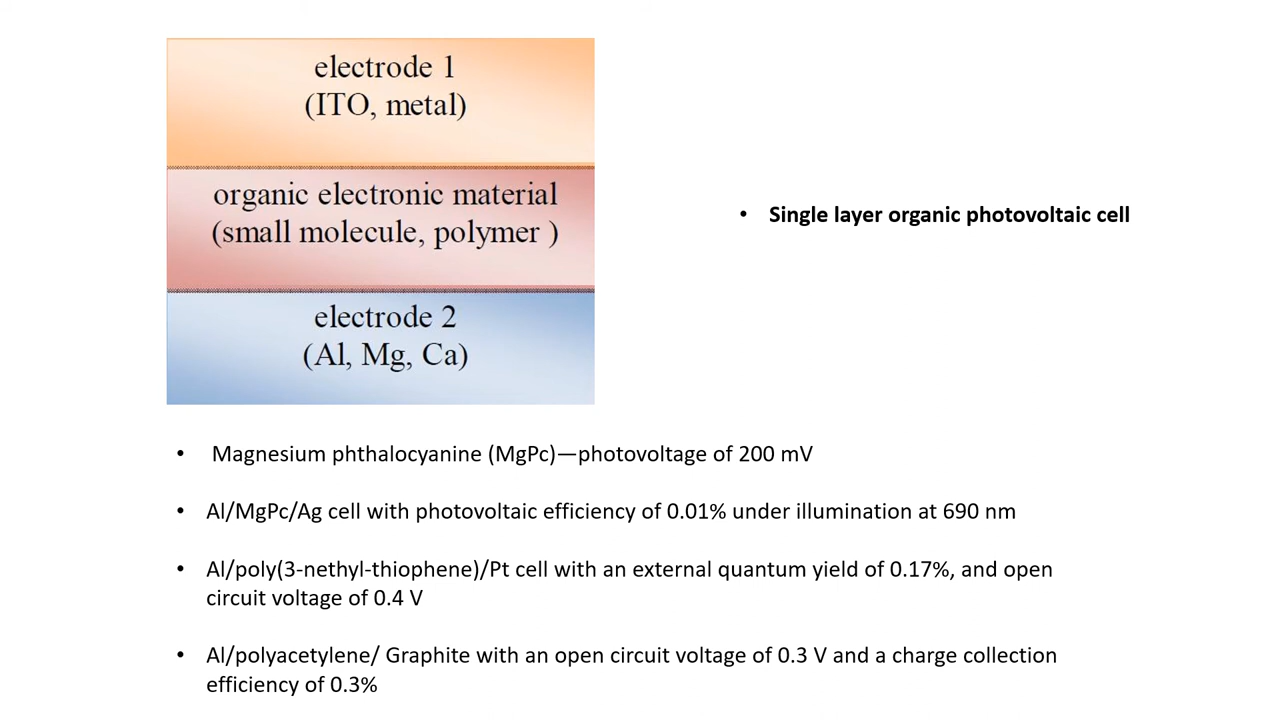 electrode 1
(ITO, metal)
organic electronic material
(small molecule, polymer )
electrode 2
(Al, Mg, Ca)
• Single layer organic photovoltaic cell
• Magnesium phthalocyanine (MgPc)—photovoltage of 200 mV
• Al/MgPc/Ag cell with photovoltaic efficiency of 0.01% under illumination at 690 nm
• Al/poly(3-nethyl-thiophene)/Pt cell with an external quantum yield of 0.17%, and open
circuit voltage of 0.4 V
• Al/polyacetylene/ Graphite with an open circuit voltage of 0.3 V and a charge collection
efficiency of 0.3%